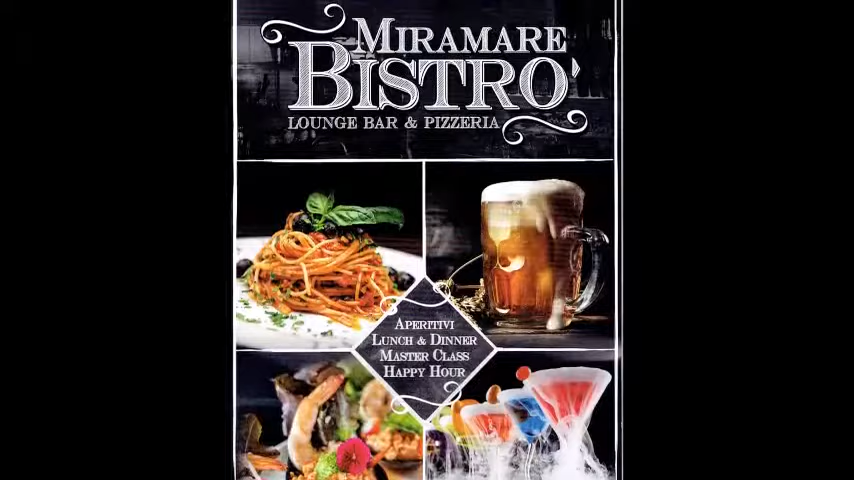 MIRAMARE
BISTRO'
LOUNGE BAR & PIZZERIA
APERITIVI
LUNCH & DINNER
MASTER CLASS
HAPPY HOUR